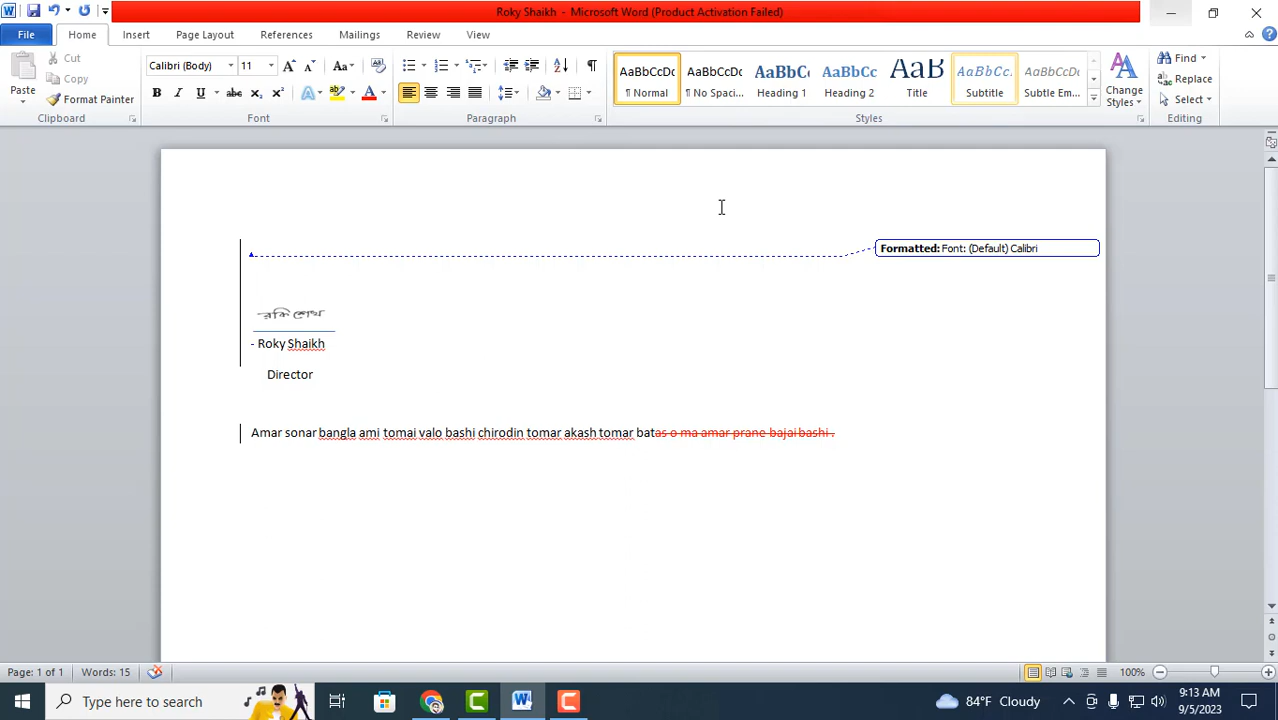 Roky Shaikh - Microsoft Word (Product Activation Failed)
File Home Insert Page Layout References Mailings Review View
Cut
Copy
Format Painter
Paste
Clipboard
Calibri (Body) 11
Font
Paragraph
AaBbCcDc AaBbCcDc AaBbCc AaBbCc AaB AaBbCc. AaBbCcDc
¶ Normal ¶ No Spaci... Heading 1 Heading 2 Title Subtitle Subtle Em...
Change Styles
Styles
Find
Replace
Select
Editing
Formatted: Font: (Default) Calibri
রকি শেখ
- Roky Shaikh
Director
Amar sonar bangla ami tomai valo bashi chirodin tomar akash tomar batas o ma amar prane bajai bashi .
Page: 1 of 1 Words: 15 100%
Type here to search 84°F Cloudy 9:13 AM
9/5/2023